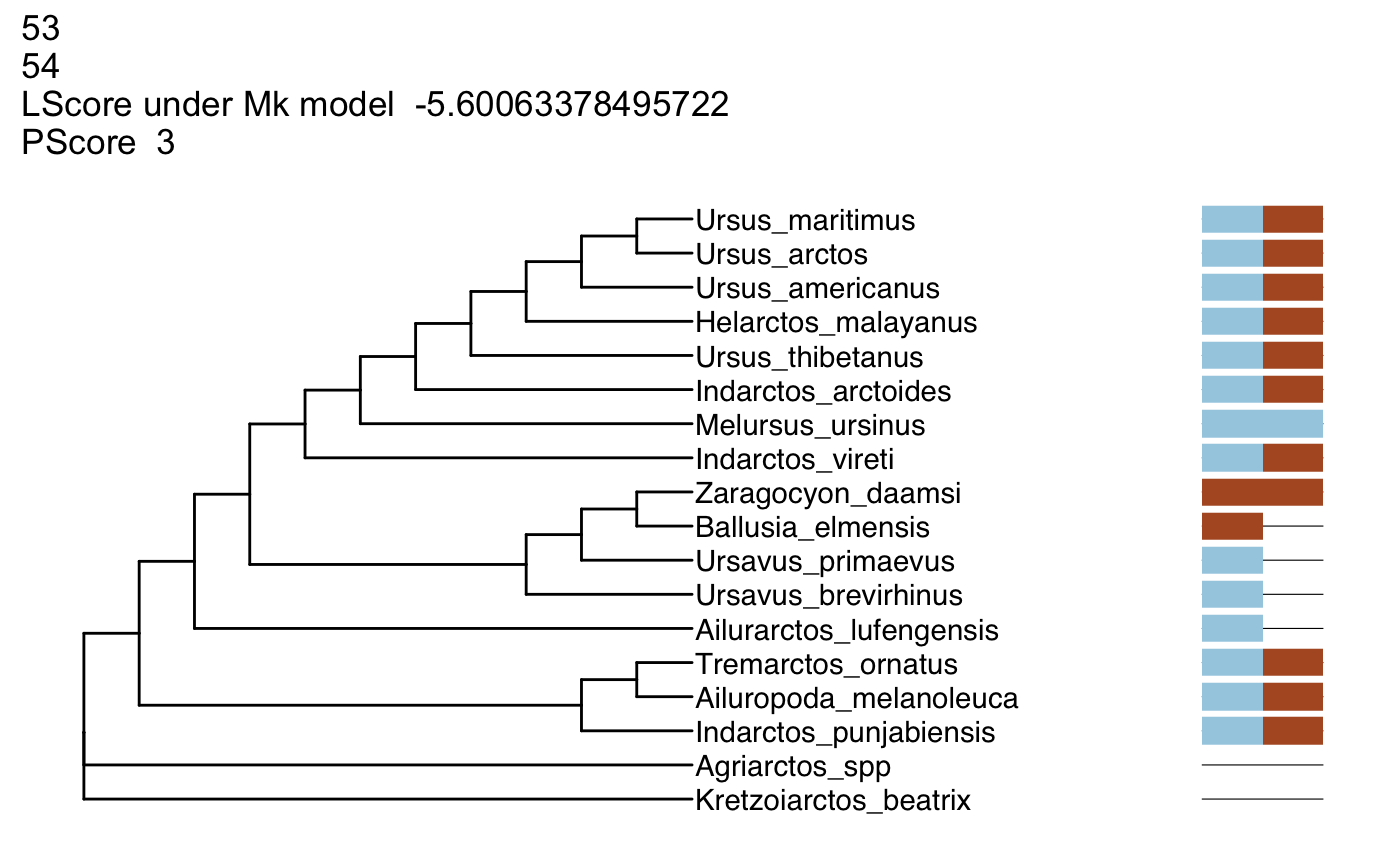 53
54
LScore under Mk model -5.60063378495722
PScore 3
Ursus_maritimus
Ursus_arctos
Ursus_americanus
Helarctos_malayanus
Ursus_thibetanus
Indarctos_arctoides
Melursus_ursinus
Indarctos_vireti
Zaragocyon_daamsi
Ballusia_elmensis
Ursavus_primaevus
Ursavus_brevirhinus
Ailurarctos_lufengensis
Tremarctos_ornatus
Ailuropoda_melanoleuca
Indarctos_punjabiensis
Agriarctos_spp
Kretzoiarctos_beatrix